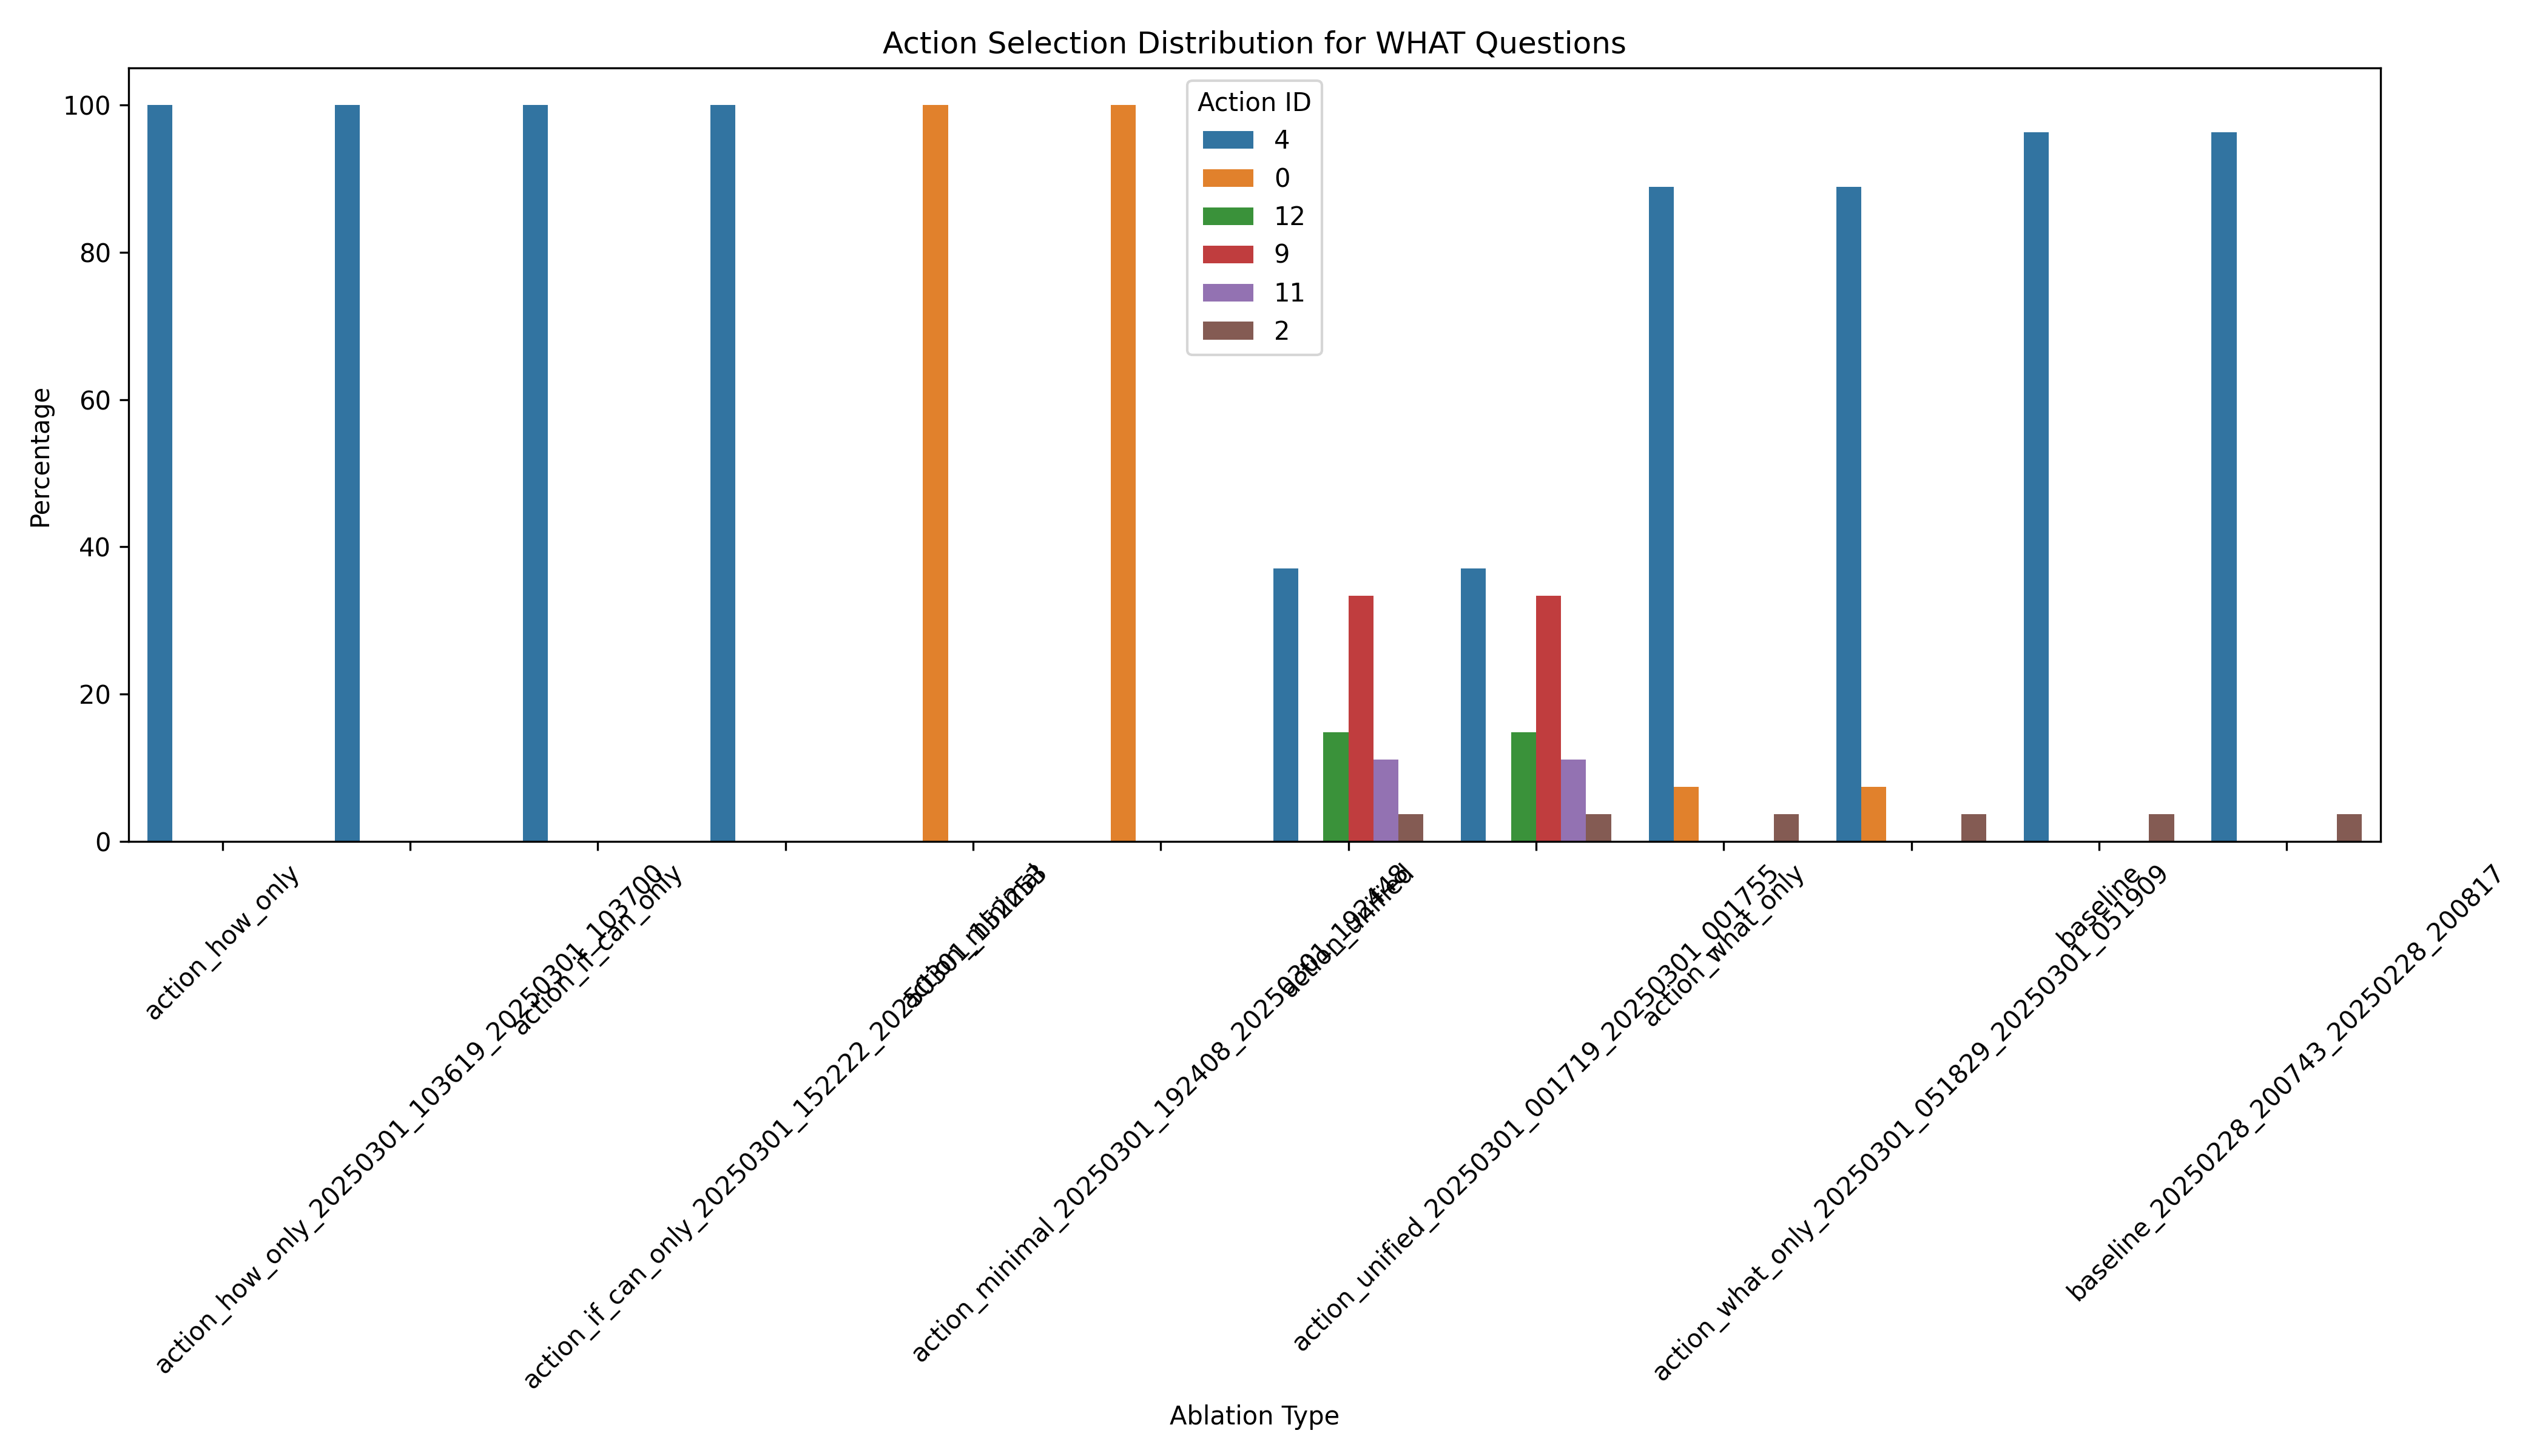 Action Selection Distribution for WHAT Questions
Action ID
4
0
12
9
11
2
Percentage
100
80
60
40
20
0
action_how_only
action_how_only_20250301_103619_20250301_103700
action_if_can_only
action_if_can_only_20250301_152222_20250301_152253
action_minimal
action_minimal_20250301_192408_20250301_192448
action_unified
action_unified_20250301_001719_20250301_001755
action_what_only
action_what_only_20250301_051829_20250301_051909
baseline
baseline_20250228_200743_20250228_200817
Ablation Type